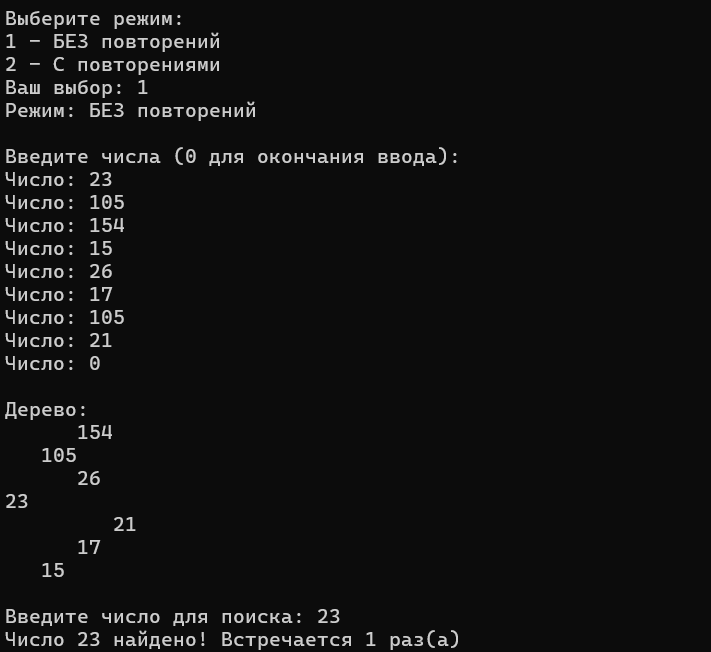 Выберите режим:
1 - БЕЗ повторений
2 - С повторениями
Ваш выбор: 1
Режим: БЕЗ повторений

Введите числа (0 для окончания ввода):
Число: 23
Число: 105
Число: 154
Число: 15
Число: 26
Число: 17
Число: 105
Число: 21
Число: 0

Дерево:
      154
   105
      26
23
         21
      17
   15

Введите число для поиска: 23
Число 23 найдено! Встречается 1 раз(а)